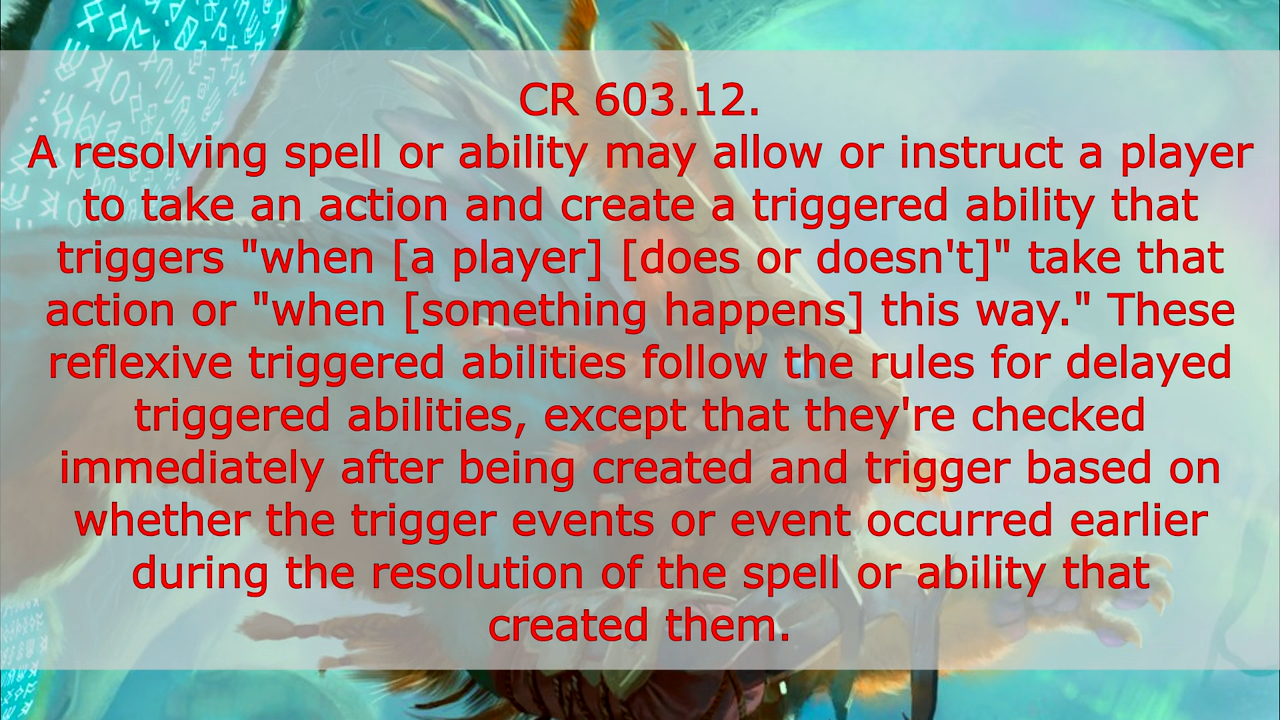 CR 603.12.
A resolving spell or ability may allow or instruct a player
to take an action and create a triggered ability that
triggers "when [a player] [does or doesn't]" take that
action or "when [something happens] this way." These
reflexive triggered abilities follow the rules for delayed
triggered abilities, except that they're checked
immediately after being created and trigger based on
whether the trigger events or event occurred earlier
during the resolution of the spell or ability that
created them.